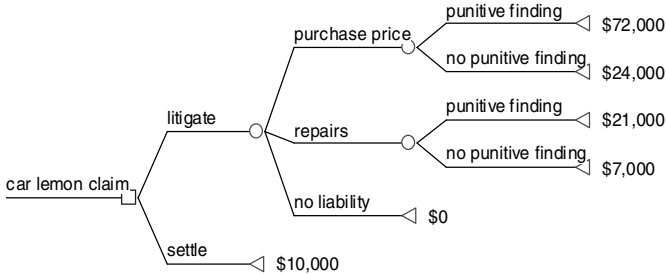 punitive finding
$72,000
purchase price
no punitive finding
$24,000
punitive finding
$21,000
litigate
repairs
no punitive finding
$7,000
car lemon claim
no liability
$0
settle
$10,000